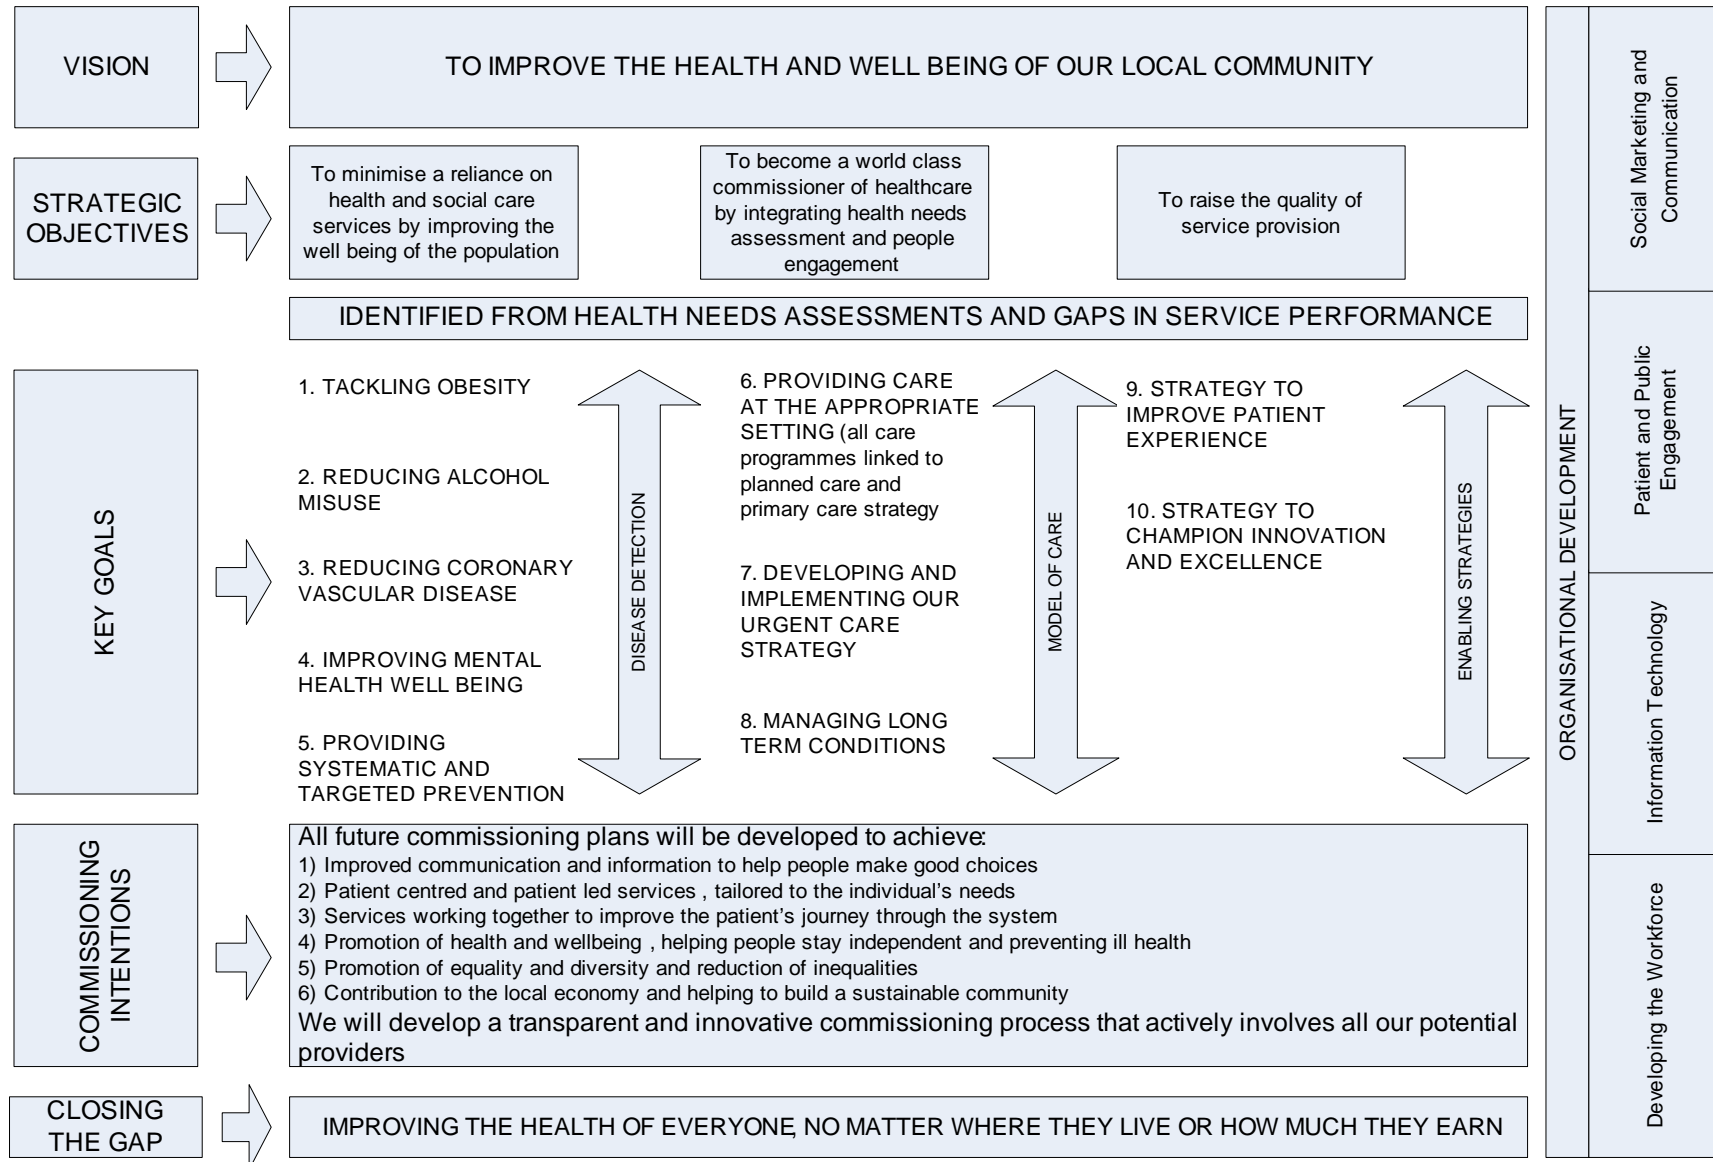 VISION
TO IMPROVE THE HEALTH AND WELL BEING OF OUR LOCAL COMMUNITY
STRATEGIC
OBJECTIVES
To minimise a reliance on
health and social care
services by improving the
well being of the population
To become a world class
commissioner of healthcare
by integrating health needs
assessment and people
engagement
To raise the quality of
service provision
IDENTIFIED FROM HEALTH NEEDS ASSESSMENTS AND GAPS IN SERVICE PERFORMANCE
KEY GOALS
1. TACKLING OBESITY
2. REDUCING ALCOHOL
MISUSE
3. REDUCING CORONARY
VASCULAR DISEASE
4. IMPROVING MENTAL
HEALTH WELL BEING
5. PROVIDING
SYSTEMATIC AND
TARGETED PREVENTION
DISEASE DETECTION
6. PROVIDING CARE
AT THE APPROPRIATE
SETTING (all care
programmes linked to
planned care and
primary care strategy
7. DEVELOPING AND
IMPLEMENTING OUR
URGENT CARE
STRATEGY
8. MANAGING LONG
TERM CONDITIONS
MODEL OF CARE
9. STRATEGY TO
IMPROVE PATIENT
EXPERIENCE
10. STRATEGY TO
CHAMPION INNOVATION
AND EXCELLENCE
ENABLING STRATEGIES
COMMISSIONING
INTENTIONS
All future commissioning plans will be developed to achieve:
1) Improved communication and information to help people make good choices
2) Patient centred and patient led services , tailored to the individual’s needs
3) Services working together to improve the patient’s journey through the system
4) Promotion of health and wellbeing , helping people stay independent and preventing ill health
5) Promotion of equality and diversity and reduction of inequalities
6) Contribution to the local economy and helping to build a sustainable community
We will develop a transparent and innovative commissioning process that actively involves all our potential
providers
CLOSING
THE GAP
IMPROVING THE HEALTH OF EVERYONE, NO MATTER WHERE THEY LIVE OR HOW MUCH THEY EARN
ORGANISATIONAL DEVELOPMENT
Social Marketing and
Communication
Patient and Public
Engagement
Information Technology
Developing the Workforce